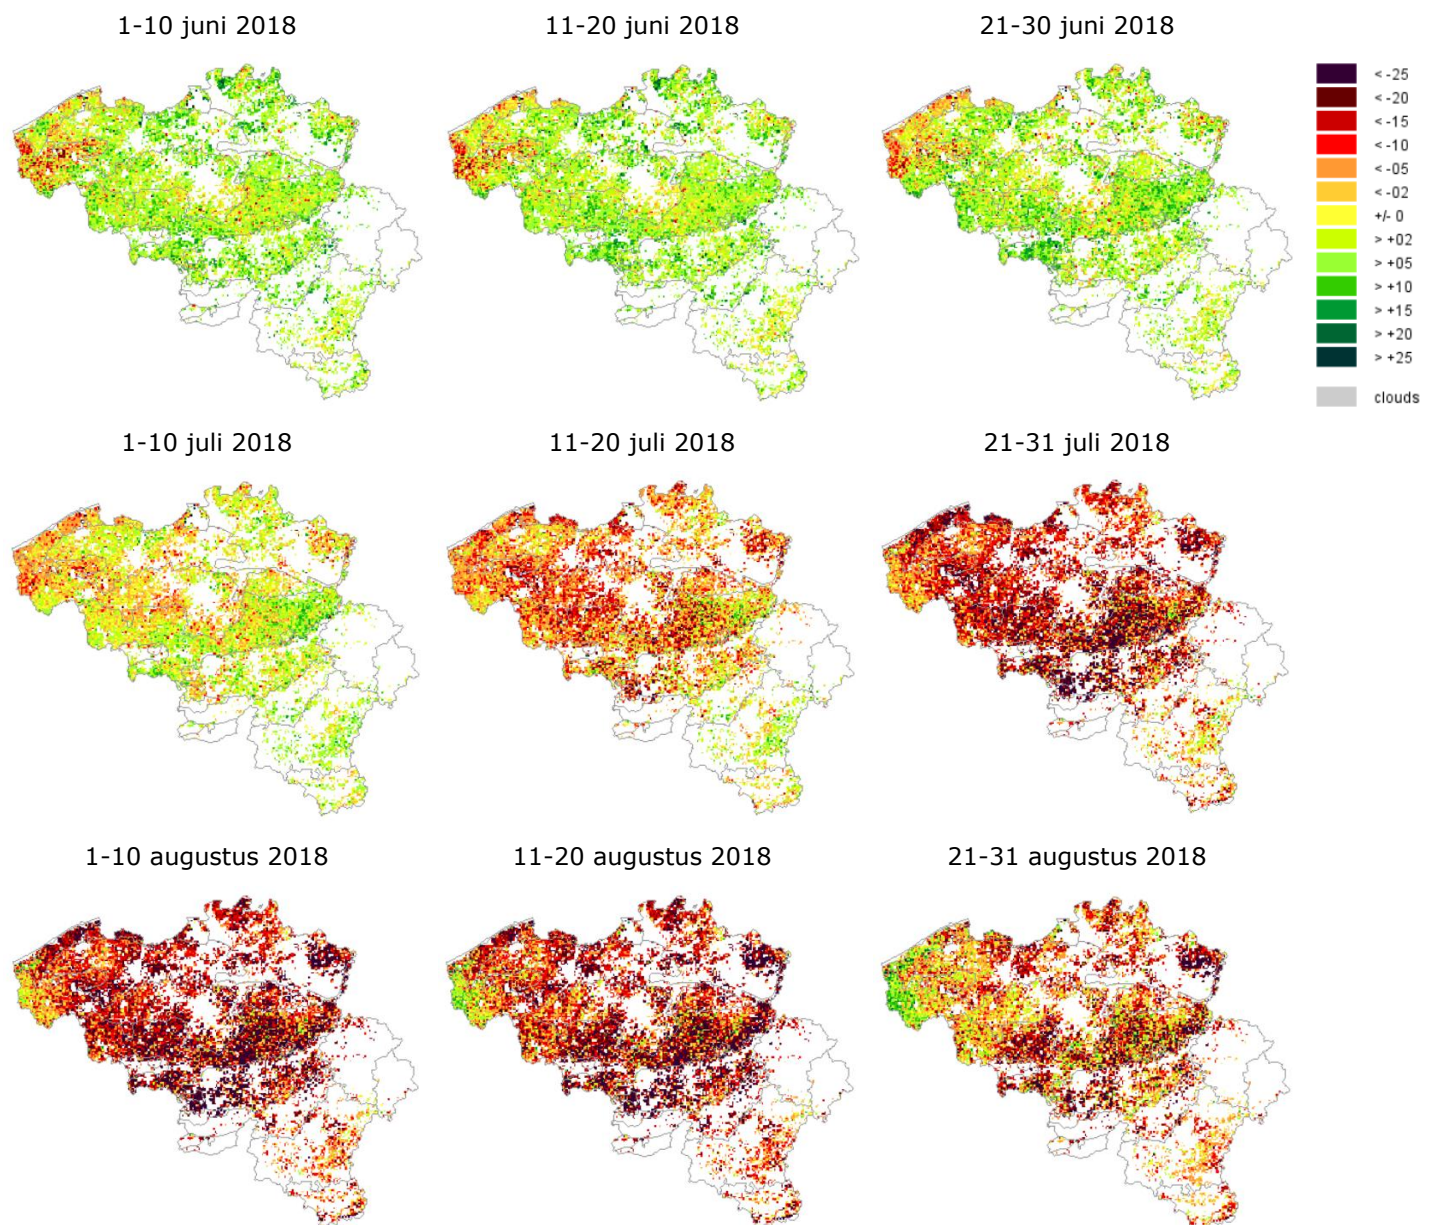 1-10 juni 2018
11-20 juni 2018
21-30 juni 2018
< -25
< -20
< -15
< -10
< -05
< -02
+/- 0
> +02
> +05
> +10
> +15
> +20
> +25
clouds
1-10 juli 2018
11-20 juli 2018
21-31 juli 2018
1-10 augustus 2018
11-20 augustus 2018
21-31 augustus 2018